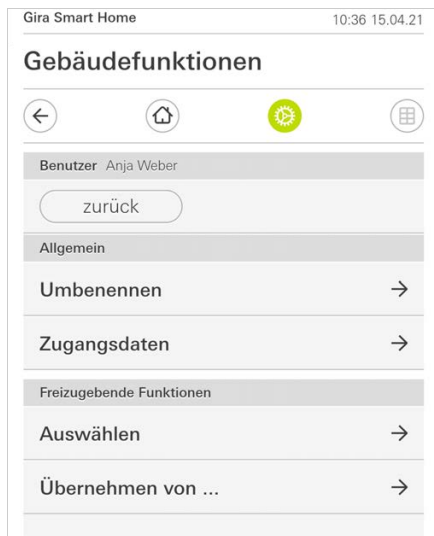 Gira Smart Home 10:36 15.04.21
Gebäudefunktionen
Benutzer Anja Weber
zurück
Allgemein
Umbenennen
Zugangsdaten
Freizugebende Funktionen
Auswählen
Übernehmen von ...